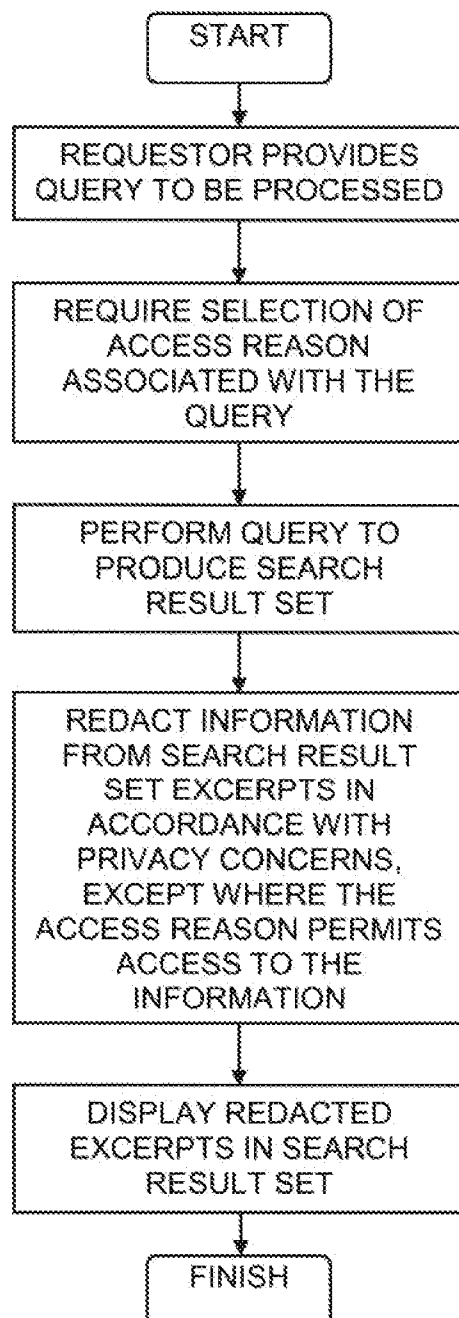 START
REQUESTOR PROVIDES
QUERY TO BE PROCESSED
REQUIRE SELECTION OF
ACCESS REASON
ASSOCIATED WITH THE
QUERY
PERFORM QUERY TO
PRODUCE SEARCH
RESULT SET
REDACT INFORMATION
FROM SEARCH RESULT
SET EXCERPTS IN
ACCORDANCE WITH
PRIVACY CONCERNS,
EXCEPT WHERE THE
ACCESS REASON PERMITS
ACCESS TO THE
INFORMATION
DISPLAY REDACTED
EXCERPTS IN SEARCH
RESULT SET
FINISH